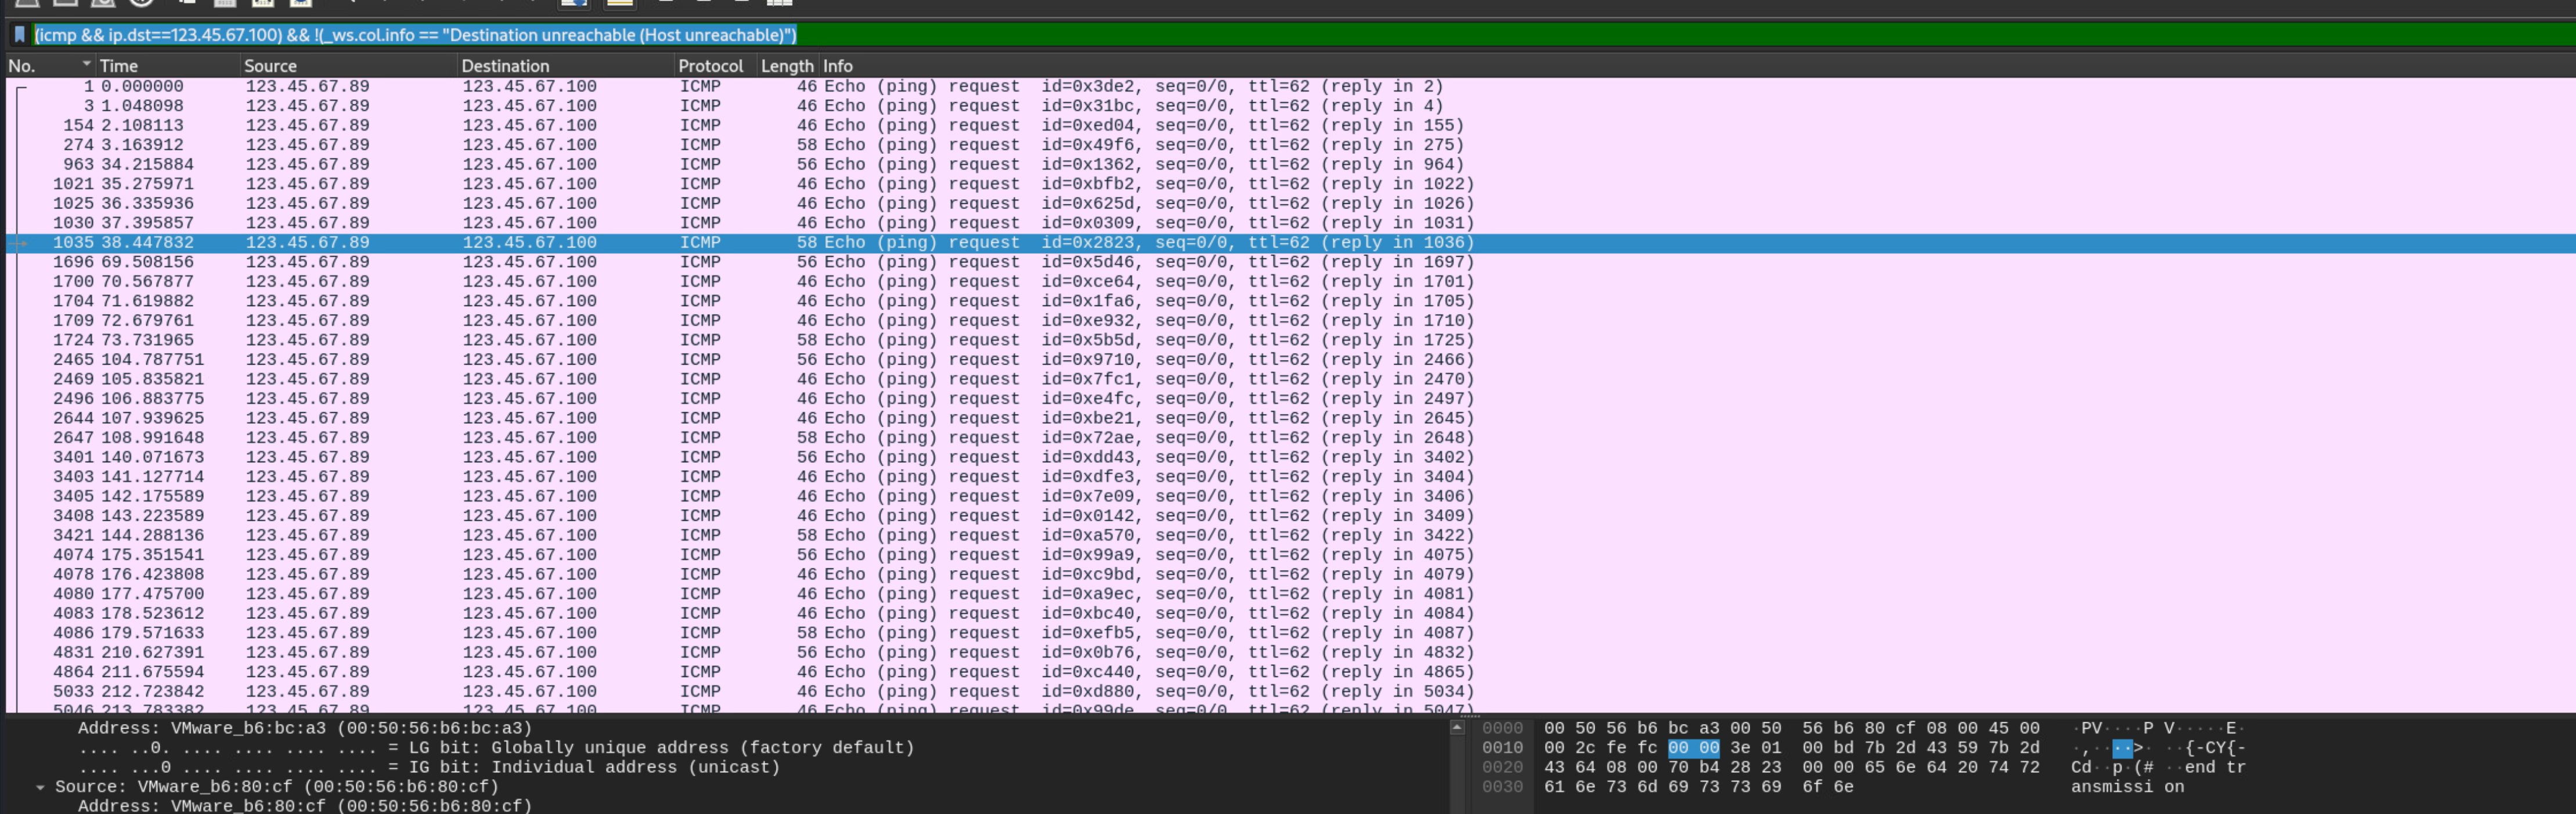 (icmp && ip.dst==123.45.67.100) && !(_ws.col.info == "Destination unreachable (Host unreachable)")
No. Time Source Destination Protocol Length Info
1 0.000000 123.45.67.89 123.45.67.100 ICMP 46 Echo (ping) request id=0x3de2, seq=0/0, ttl=62 (reply in 2)
3 1.048098 123.45.67.89 123.45.67.100 ICMP 46 Echo (ping) request id=0x31bc, seq=0/0, ttl=62 (reply in 4)
154 2.108113 123.45.67.89 123.45.67.100 ICMP 46 Echo (ping) request id=0xed04, seq=0/0, ttl=62 (reply in 155)
274 3.163912 123.45.67.89 123.45.67.100 ICMP 58 Echo (ping) request id=0x49f6, seq=0/0, ttl=62 (reply in 275)
963 34.215884 123.45.67.89 123.45.67.100 ICMP 56 Echo (ping) request id=0x1362, seq=0/0, ttl=62 (reply in 964)
1021 35.275971 123.45.67.89 123.45.67.100 ICMP 46 Echo (ping) request id=0xbfb2, seq=0/0, ttl=62 (reply in 1022)
1025 36.335936 123.45.67.89 123.45.67.100 ICMP 46 Echo (ping) request id=0x625d, seq=0/0, ttl=62 (reply in 1026)
1030 37.395857 123.45.67.89 123.45.67.100 ICMP 46 Echo (ping) request id=0x0309, seq=0/0, ttl=62 (reply in 1031)
1035 38.447832 123.45.67.89 123.45.67.100 ICMP 58 Echo (ping) request id=0x2823, seq=0/0, ttl=62 (reply in 1036)
1696 69.508156 123.45.67.89 123.45.67.100 ICMP 56 Echo (ping) request id=0x5d46, seq=0/0, ttl=62 (reply in 1697)
1700 70.567877 123.45.67.89 123.45.67.100 ICMP 46 Echo (ping) request id=0xce64, seq=0/0, ttl=62 (reply in 1701)
1704 71.619882 123.45.67.89 123.45.67.100 ICMP 46 Echo (ping) request id=0x1fa6, seq=0/0, ttl=62 (reply in 1705)
1709 72.679761 123.45.67.89 123.45.67.100 ICMP 46 Echo (ping) request id=0xe932, seq=0/0, ttl=62 (reply in 1710)
1724 73.731965 123.45.67.89 123.45.67.100 ICMP 58 Echo (ping) request id=0x5b5d, seq=0/0, ttl=62 (reply in 1725)
2465 104.787751 123.45.67.89 123.45.67.100 ICMP 56 Echo (ping) request id=0x9710, seq=0/0, ttl=62 (reply in 2466)
2469 105.835821 123.45.67.89 123.45.67.100 ICMP 46 Echo (ping) request id=0x7fc1, seq=0/0, ttl=62 (reply in 2470)
2496 106.883775 123.45.67.89 123.45.67.100 ICMP 46 Echo (ping) request id=0xe4fc, seq=0/0, ttl=62 (reply in 2497)
2644 107.939625 123.45.67.89 123.45.67.100 ICMP 46 Echo (ping) request id=0xbe21, seq=0/0, ttl=62 (reply in 2645)
2647 108.991648 123.45.67.89 123.45.67.100 ICMP 58 Echo (ping) request id=0x72ae, seq=0/0, ttl=62 (reply in 2648)
3401 140.071673 123.45.67.89 123.45.67.100 ICMP 56 Echo (ping) request id=0xdd43, seq=0/0, ttl=62 (reply in 3402)
3403 141.127714 123.45.67.89 123.45.67.100 ICMP 46 Echo (ping) request id=0xdfe3, seq=0/0, ttl=62 (reply in 3404)
3405 142.175589 123.45.67.89 123.45.67.100 ICMP 46 Echo (ping) request id=0x7e09, seq=0/0, ttl=62 (reply in 3406)
3408 143.223589 123.45.67.89 123.45.67.100 ICMP 46 Echo (ping) request id=0x0142, seq=0/0, ttl=62 (reply in 3409)
3421 144.288136 123.45.67.89 123.45.67.100 ICMP 58 Echo (ping) request id=0xa570, seq=0/0, ttl=62 (reply in 3422)
4074 175.351541 123.45.67.89 123.45.67.100 ICMP 56 Echo (ping) request id=0x99a9, seq=0/0, ttl=62 (reply in 4075)
4078 176.423808 123.45.67.89 123.45.67.100 ICMP 46 Echo (ping) request id=0xc9bd, seq=0/0, ttl=62 (reply in 4079)
4080 177.475700 123.45.67.89 123.45.67.100 ICMP 46 Echo (ping) request id=0xa9ec, seq=0/0, ttl=62 (reply in 4081)
4083 178.523612 123.45.67.89 123.45.67.100 ICMP 46 Echo (ping) request id=0xbc40, seq=0/0, ttl=62 (reply in 4084)
4086 179.571633 123.45.67.89 123.45.67.100 ICMP 58 Echo (ping) request id=0xefb5, seq=0/0, ttl=62 (reply in 4087)
4831 210.627391 123.45.67.89 123.45.67.100 ICMP 56 Echo (ping) request id=0x0b76, seq=0/0, ttl=62 (reply in 4832)
4864 211.675594 123.45.67.89 123.45.67.100 ICMP 46 Echo (ping) request id=0xc440, seq=0/0, ttl=62 (reply in 4865)
5033 212.723842 123.45.67.89 123.45.67.100 ICMP 46 Echo (ping) request id=0xd880, seq=0/0, ttl=62 (reply in 5034)
5046 213.783382 123.45.67.89 123.45.67.100 ICMP 46 Echo (ping) request id=0x99de, seq=0/0, ttl=62 (reply in 5047)
Address: VMware_b6:bc:a3 (00:50:56:b6:bc:a3)
.... ..0. .... .... .... .... = LG bit: Globally unique address (factory default)
.... ...0 .... .... .... .... = IG bit: Individual address (unicast)
Source: VMware_b6:80:cf (00:50:56:b6:80:cf)
Address: VMware_b6:80:cf (00:50:56:b6:80:cf)
0000 00 50 56 b6 bc a3 00 50 56 b6 80 cf 08 00 45 00 ·PV····P V·····E·
0010 00 2c fe fc 00 00 3e 01 00 bd 7b 2d 43 59 7b 2d ·,····>· ··{-CY{-
0020 43 64 08 00 70 b4 28 23 00 00 65 6e 64 20 74 72 Cd··p·(# ··end tr
0030 61 6e 73 6d 69 73 73 69 6f 6e ansmissi on